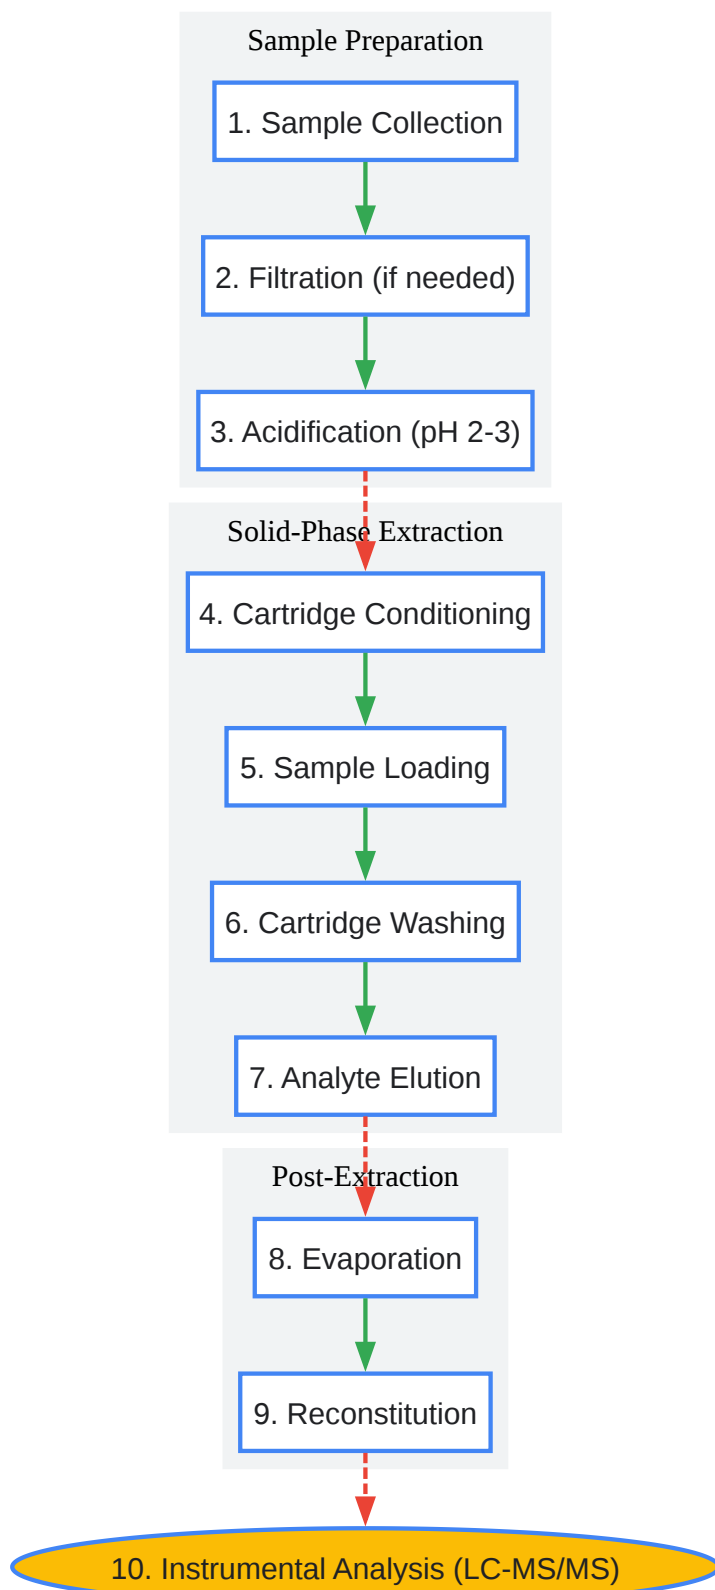 Sample Preparation
1. Sample Collection
2. Filtration (if needed)
3. Acidification (pH 2-3)
Solid-Phase Extraction
4. Cartridge Conditioning
5. Sample Loading
6. Cartridge Washing
7. Analyte Elution
Post-Extraction
8. Evaporation
9. Reconstitution
10. Instrumental Analysis (LC-MS/MS)